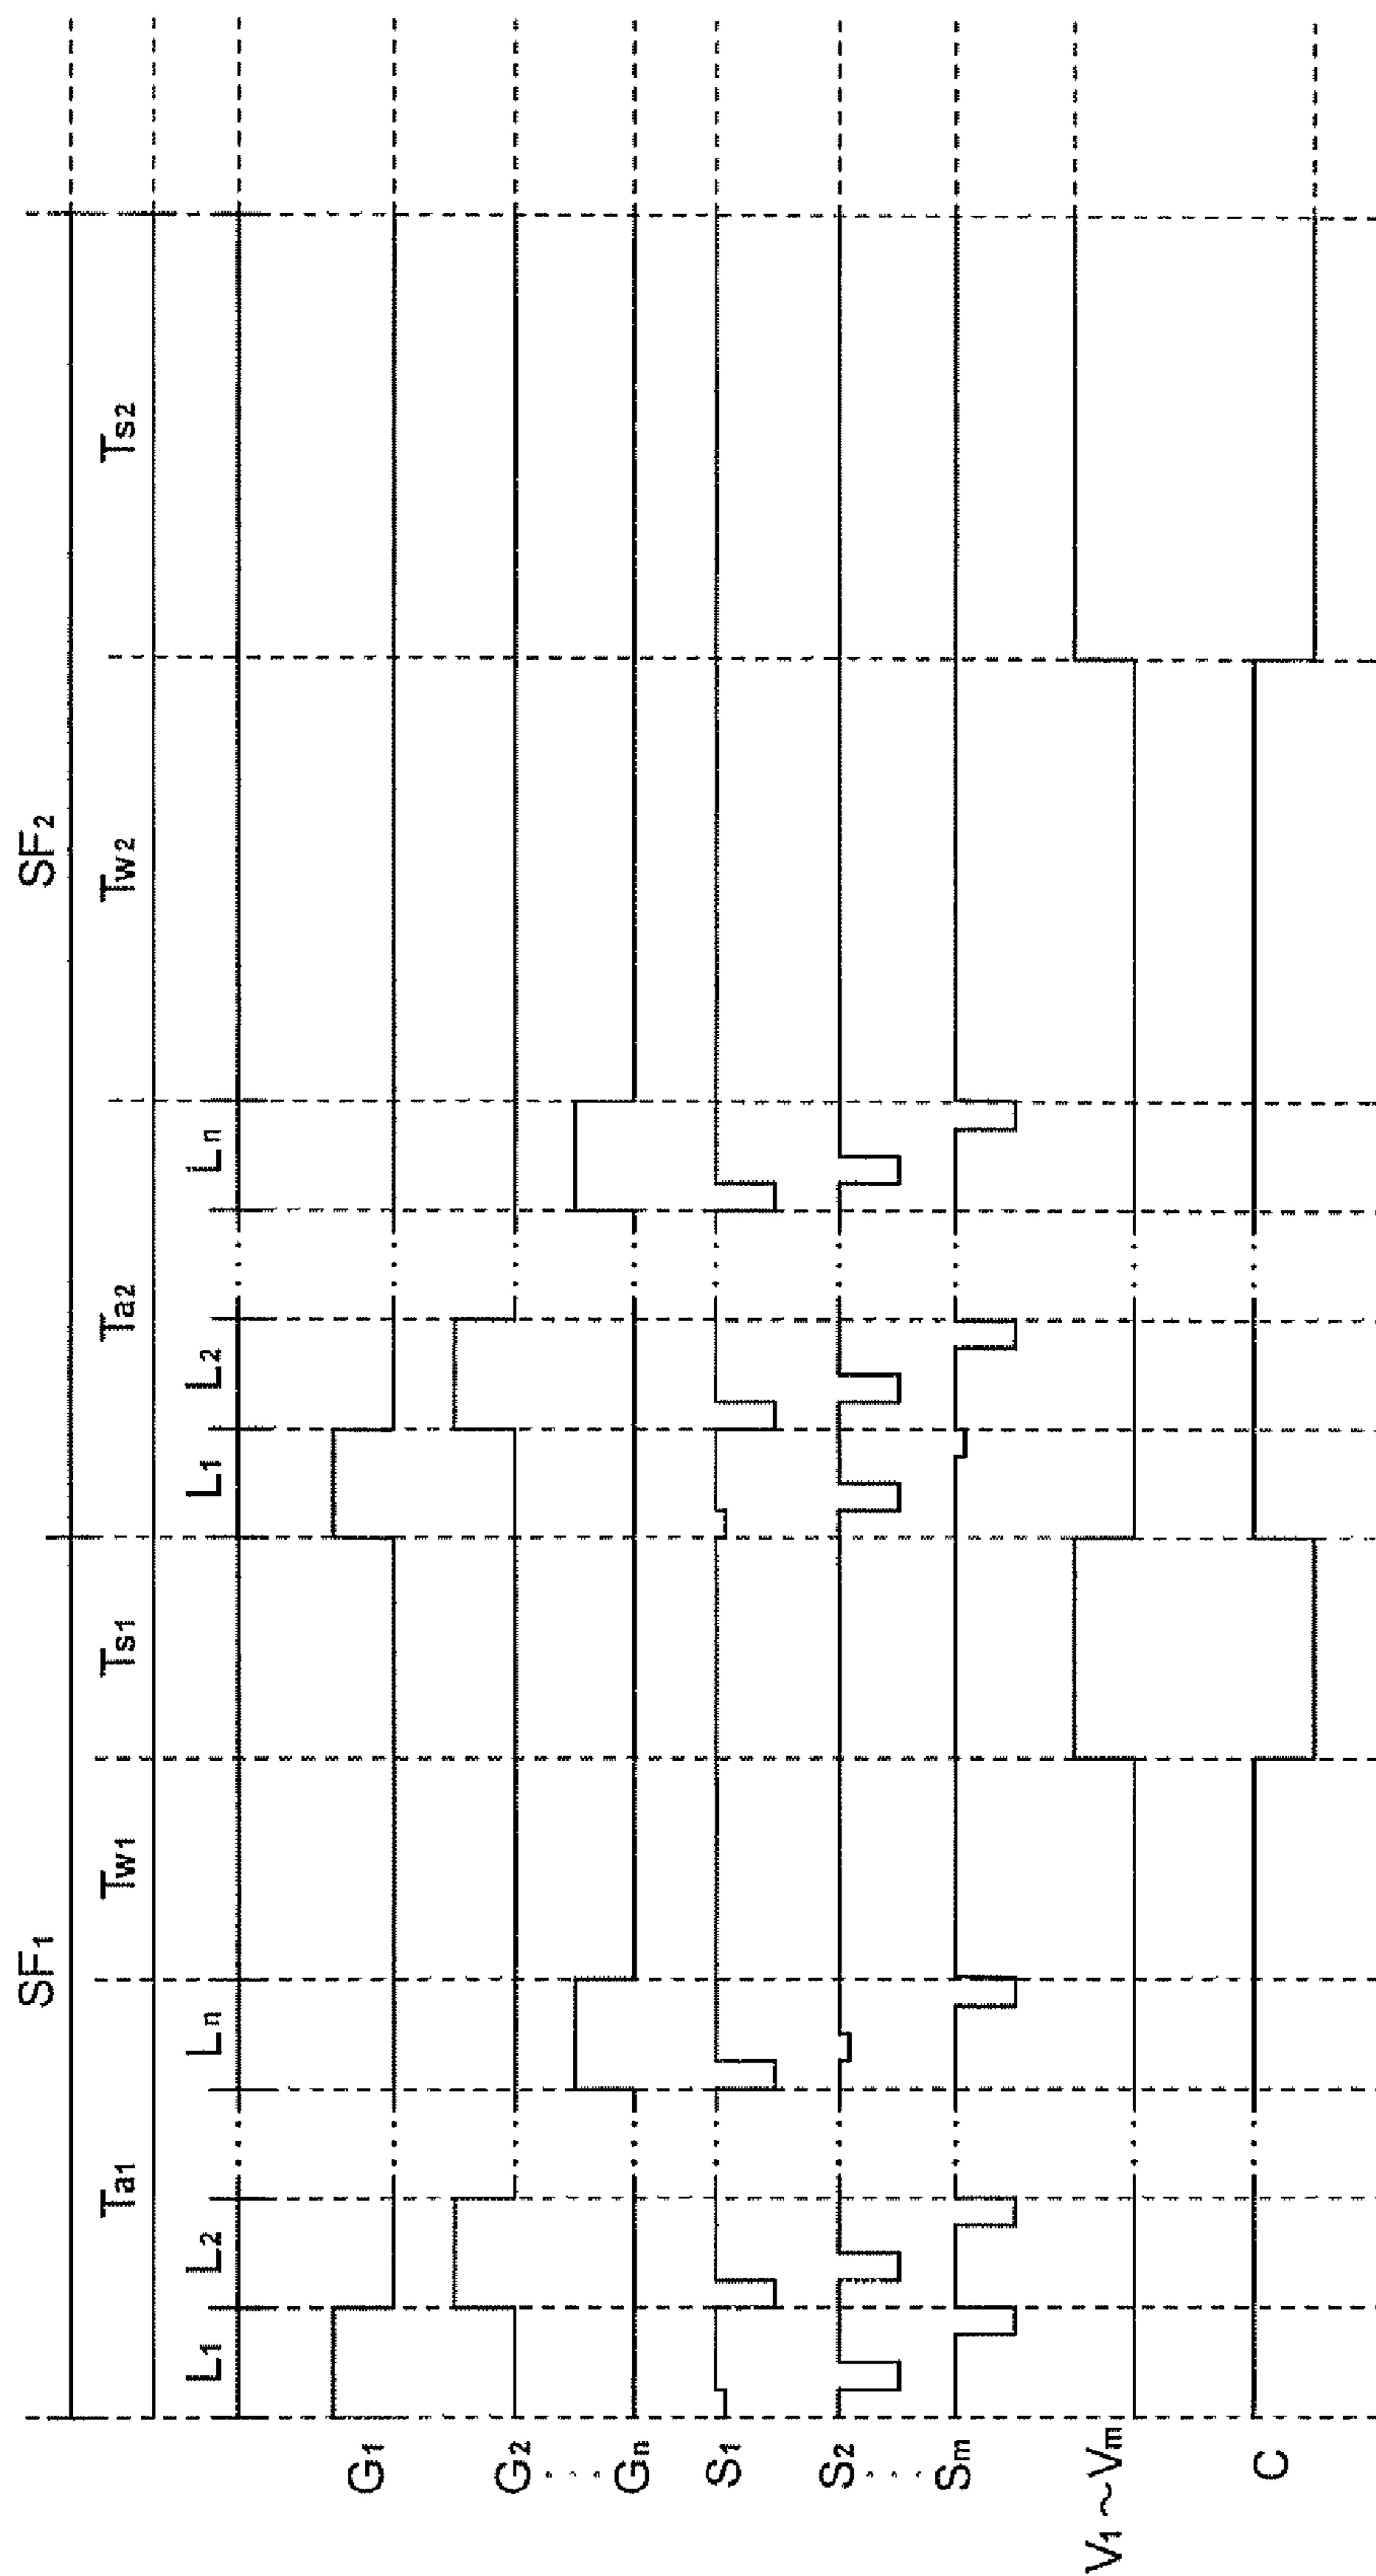 SF1 SF2
Ta1 Tw1 Ts1 Ta2 Tw2 Ts2
L1 L2 Ln L1 L2 Ln
G1
G2
Gn
S1
S2
Sm
V1~Vm
C